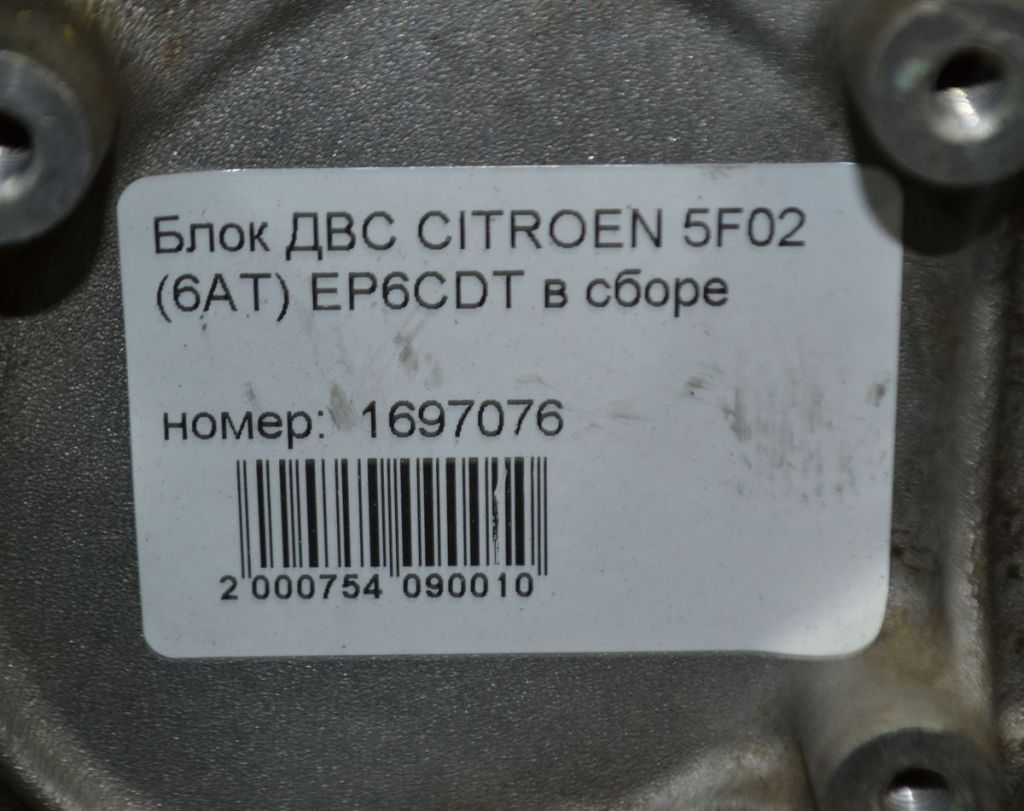 Блок ДВС CITROEN 5F02
(6AT) EP6CDT в сборе
номер: 1697076
2 000754 090010